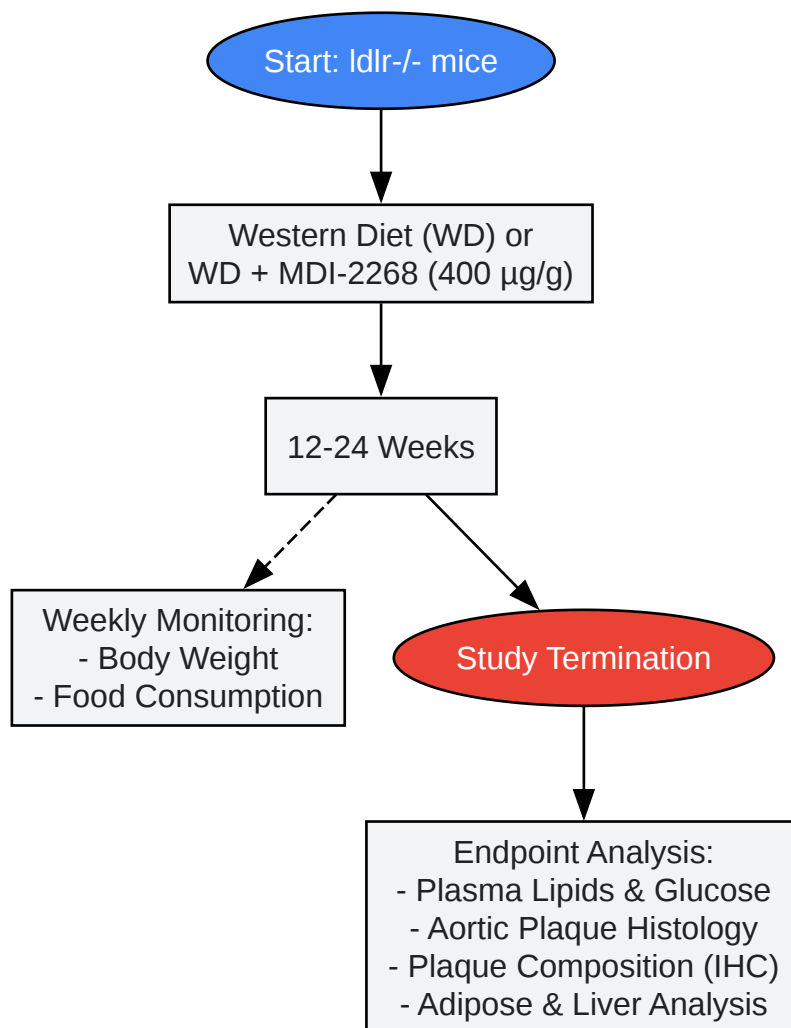 Start: ldlr-/- mice
Western Diet (WD) or
WD + MDI-2268 (400 µg/g)
12-24 Weeks
Weekly Monitoring:
- Body Weight
- Food Consumption
Study Termination
Endpoint Analysis:
- Plasma Lipids & Glucose
- Aortic Plaque Histology
- Plaque Composition (IHC)
- Adipose & Liver Analysis